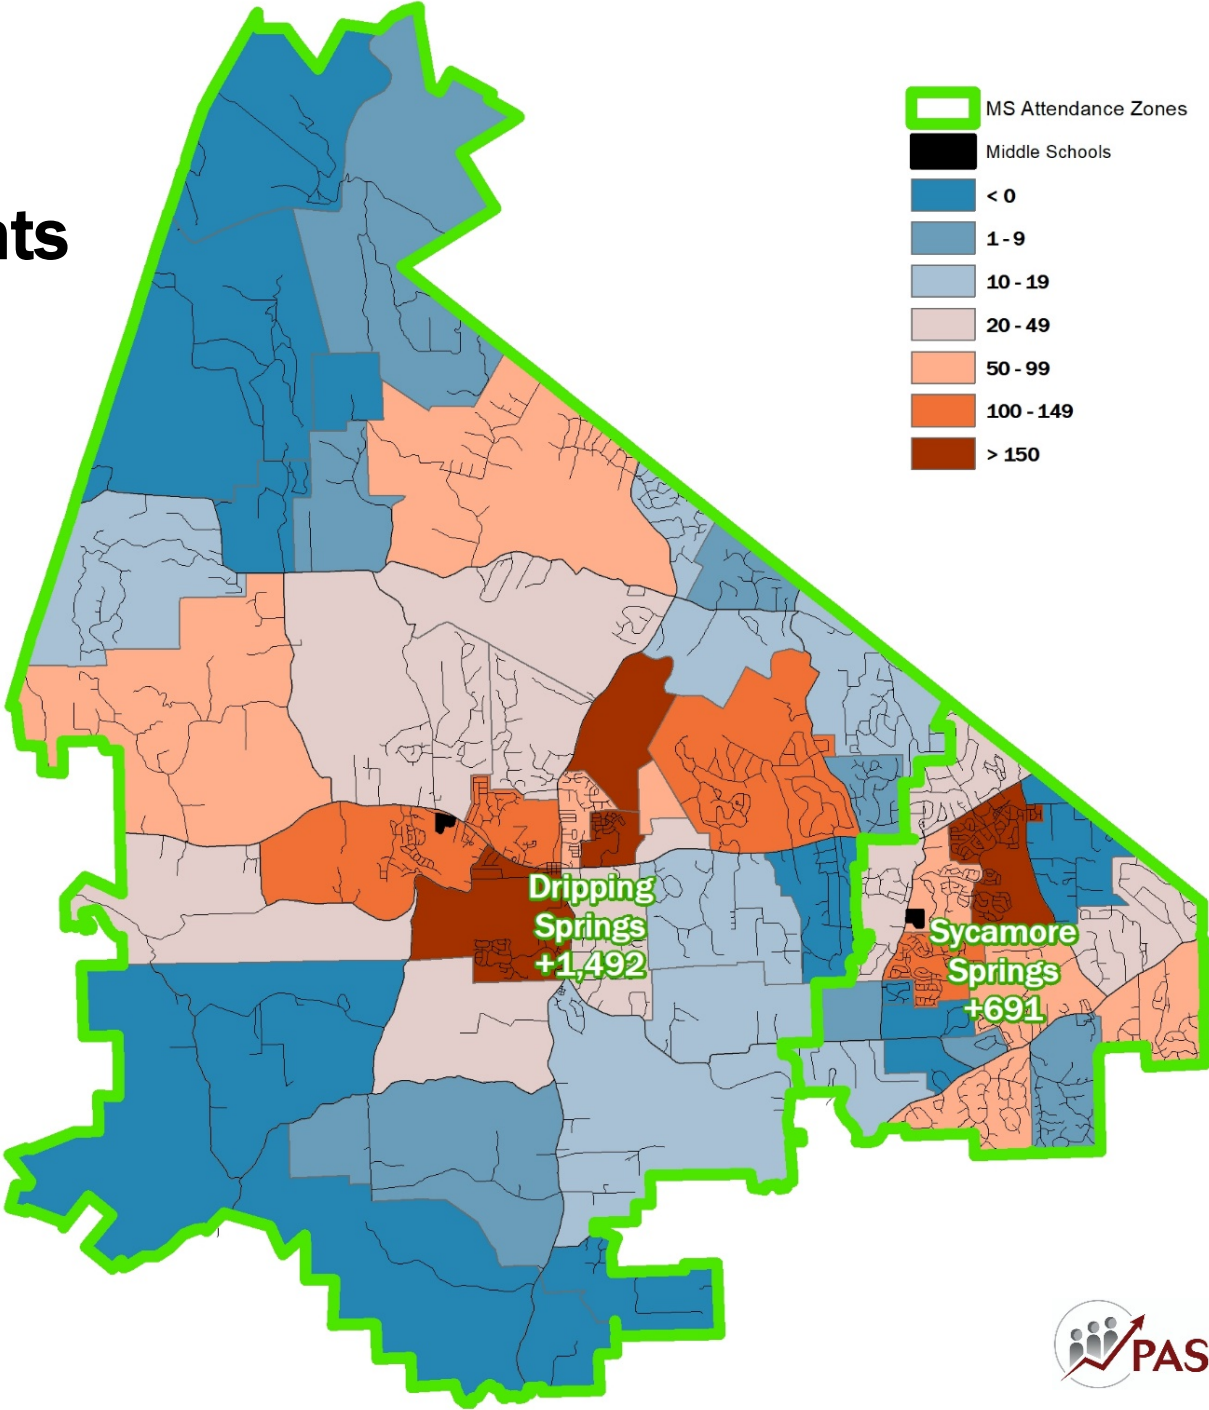 MS Attendance Zones
Middle Schools
< 0
1 - 9
nts
10 - 19
20 - 49
50 - 99
100 - 149
> 150
Dripping
Springs
+1,492
Sycamore
Springs
+691
PAS